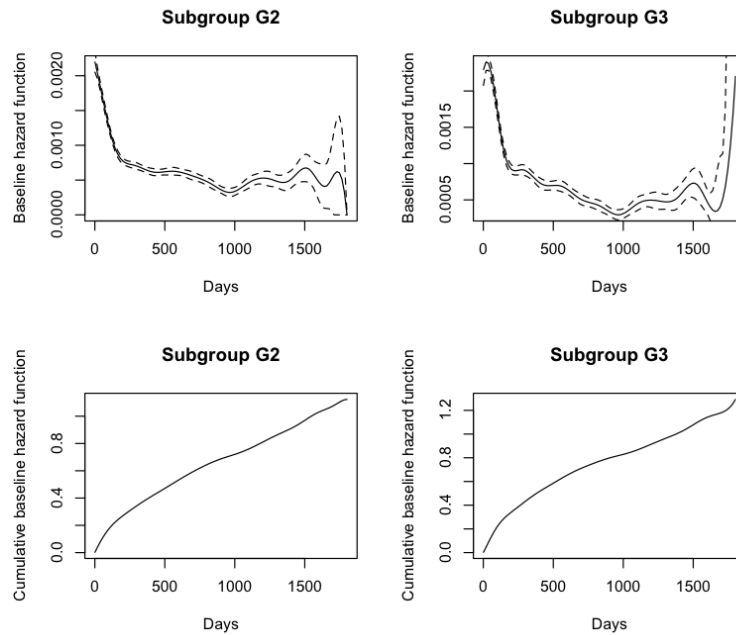 Subgroup G2
Baseline hazard function
0.0000
0.0010
0.0020
0
500
1000
1500
Days
Subgroup G3
Baseline hazard function
0.0005
0.0015
0
500
1000
1500
Days
Subgroup G2
Cumulative baseline hazard function
0.0
0.4
0.8
0
500
1000
1500
Days
Subgroup G3
Cumulative baseline hazard function
0.0
0.4
0.8
1.2
0
500
1000
1500
Days